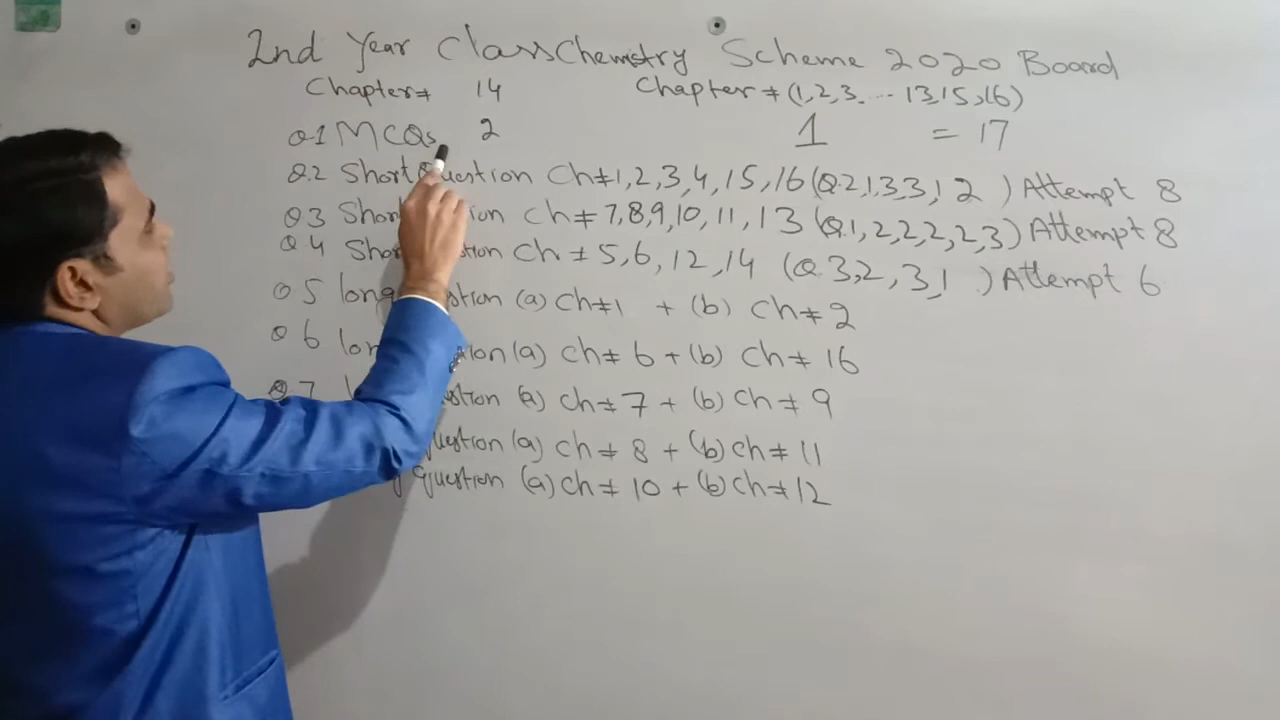 2nd Year Class Chemistry Scheme 2020 Board
Chapter≠ 14 Chapter ≠ (1,2,3.....13,15,16)
Q1 MCQs 2 1 = 17
Q.2 Short Question Ch≠1,2,3,4,15,16 (Q.2,1,3,3,1 2 ) Attempt 8
Q3 Short Question Ch≠ 7,8,9,10,11,13 (Q.1,2,2,2,2,3) Attempt 8
Q4 Short Question Ch≠ 5,6,12,14 (Q.3,2,3,1 ) Attempt 6
Q5 long question (a) Ch≠1 + (b) Ch≠2
Q6 long question (a) Ch≠ 6 + (b) Ch≠ 16
Q7 question (a) Ch≠7 + (b) Ch≠ 9
question (a) Ch≠ 8 + (b) Ch≠ 11
question (a) Ch≠ 10 + (b) Ch≠12